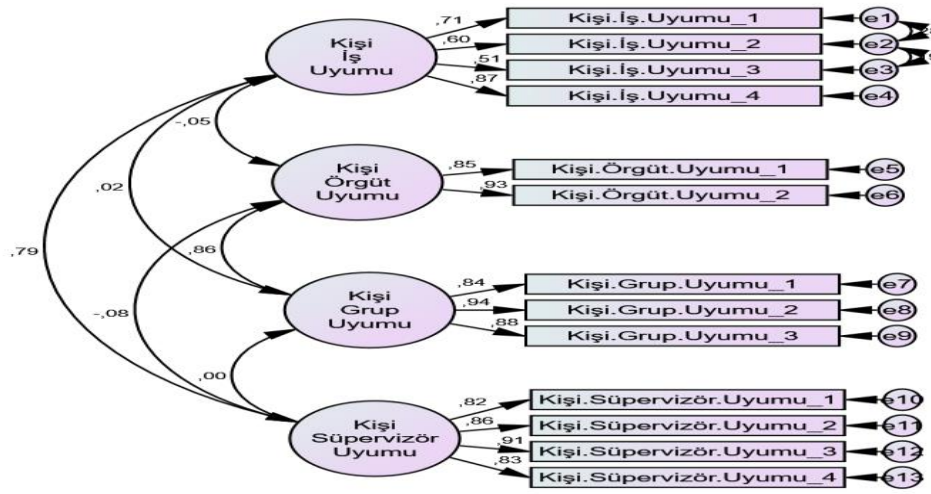 ,71
Kişi.İş.Uyumu_1
e1
Kişi
İş
Uyumu
,60
Kişi.İş.Uyumu_2
e2
,51
Kişi.İş.Uyumu_3
e3
,87
Kişi.İş.Uyumu_4
e4
-,05
Kişi
Örgüt
Uyumu
,85
Kişi.Örgüt.Uyumu_1
e5
,93
Kişi.Örgüt.Uyumu_2
e6
,02
,79
,86
-,08
Kişi
Grup
Uyumu
,84
Kişi.Grup.Uyumu_1
e7
,94
Kişi.Grup.Uyumu_2
e8
,88
Kişi.Grup.Uyumu_3
e9
,00
Kişi
Süpervizör
Uyumu
,82
Kişi.Süpervizör.Uyumu_1
e10
,86
Kişi.Süpervizör.Uyumu_2
e11
,91
Kişi.Süpervizör.Uyumu_3
e12
,83
Kişi.Süpervizör.Uyumu_4
e13